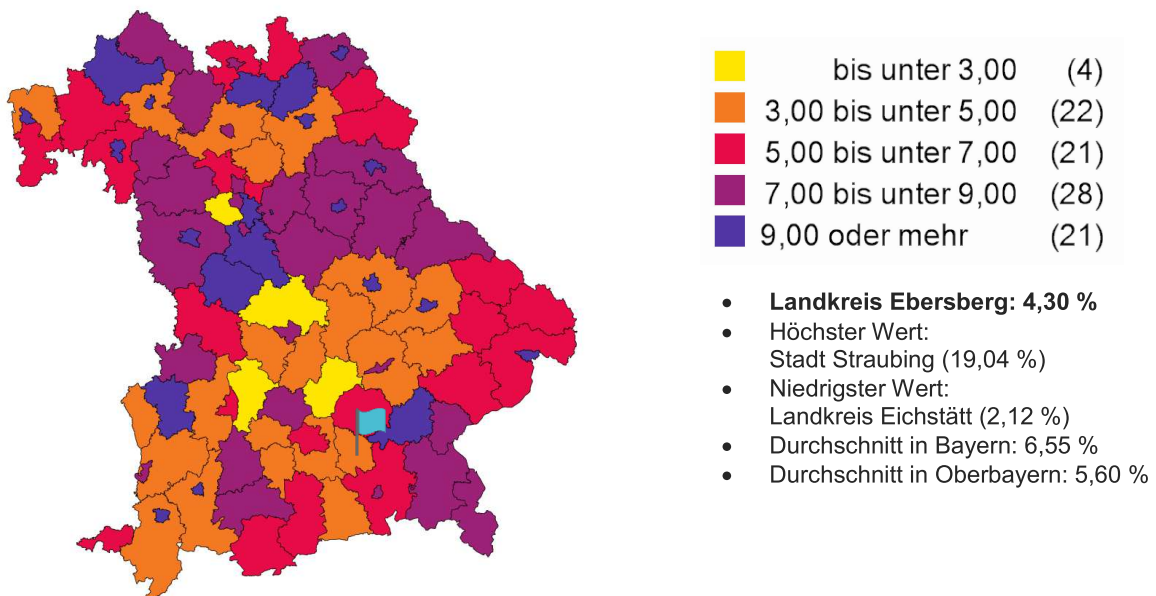 bis unter 3,00 (4)
3,00 bis unter 5,00 (22)
5,00 bis unter 7,00 (21)
7,00 bis unter 9,00 (28)
9,00 oder mehr (21)
• Landkreis Ebersberg: 4,30 %
• Höchster Wert:
Stadt Straubing (19,04 %)
• Niedrigster Wert:
Landkreis Eichstätt (2,12 %)
• Durchschnitt in Bayern: 6,55 %
• Durchschnitt in Oberbayern: 5,60 %